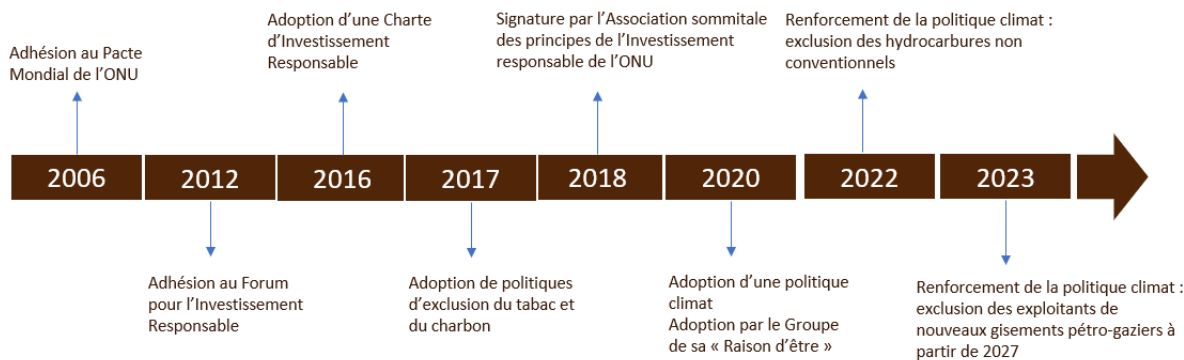 Adhésion au Pacte
Mondial de l'ONU
Adoption d'une Charte
d'Investissement
Responsable
Signature par l'Association sommitale
des principes de l'Investissement
responsable de l'ONU
Renforcement de la politique climat :
exclusion des hydrocarbures non
conventionnels
2006
2012
2016
2017
2018
2020
2022
2023
Adhésion au Forum
pour l'Investissement
Responsable
Adoption de politiques
d'exclusion du tabac et
du charbon
Adoption d'une politique
climat
Adoption par le Groupe
de sa « Raison d'être »
Renforcement de la politique climat :
exclusion des exploitants de
nouveaux gisements pétro-gaziers à
partir de 2027